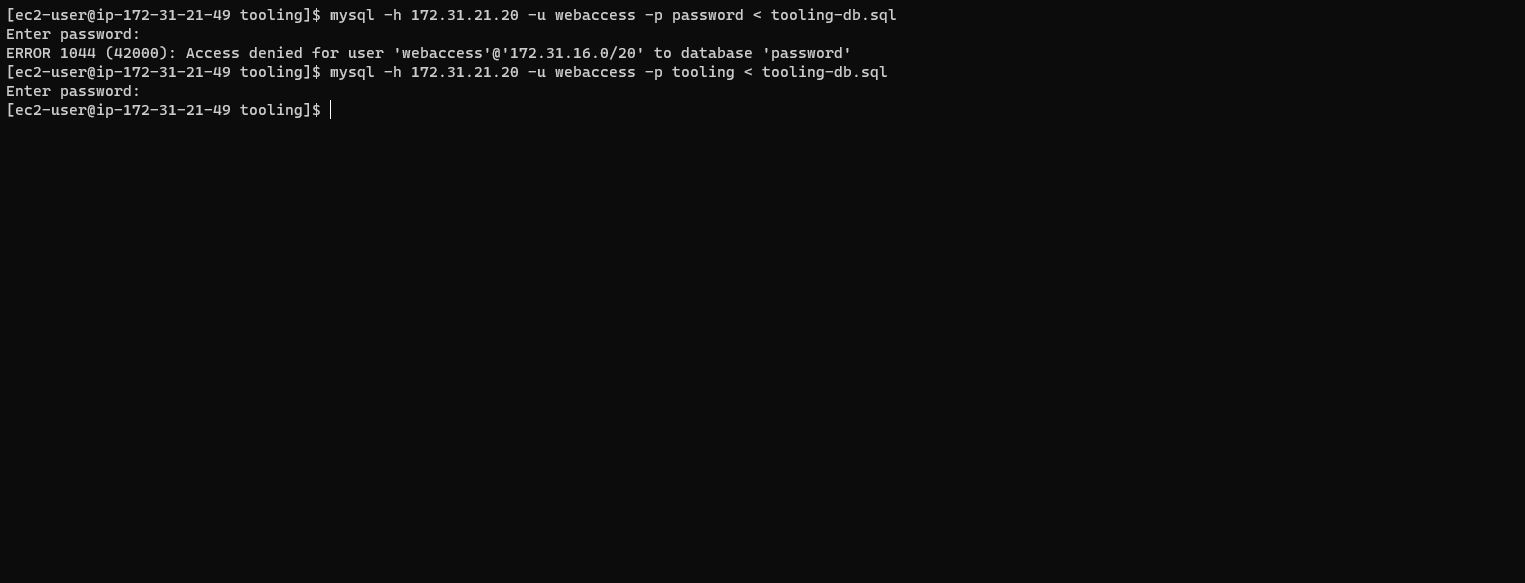 [ec2-user@ip-172-31-21-49 tooling]$ mysql -h 172.31.21.20 -u webaccess -p password < tooling-db.sql
Enter password:
ERROR 1044 (42000): Access denied for user 'webaccess'@'172.31.16.0/20' to database 'password'
[ec2-user@ip-172-31-21-49 tooling]$ mysql -h 172.31.21.20 -u webaccess -p tooling < tooling-db.sql
Enter password:
[ec2-user@ip-172-31-21-49 tooling]$